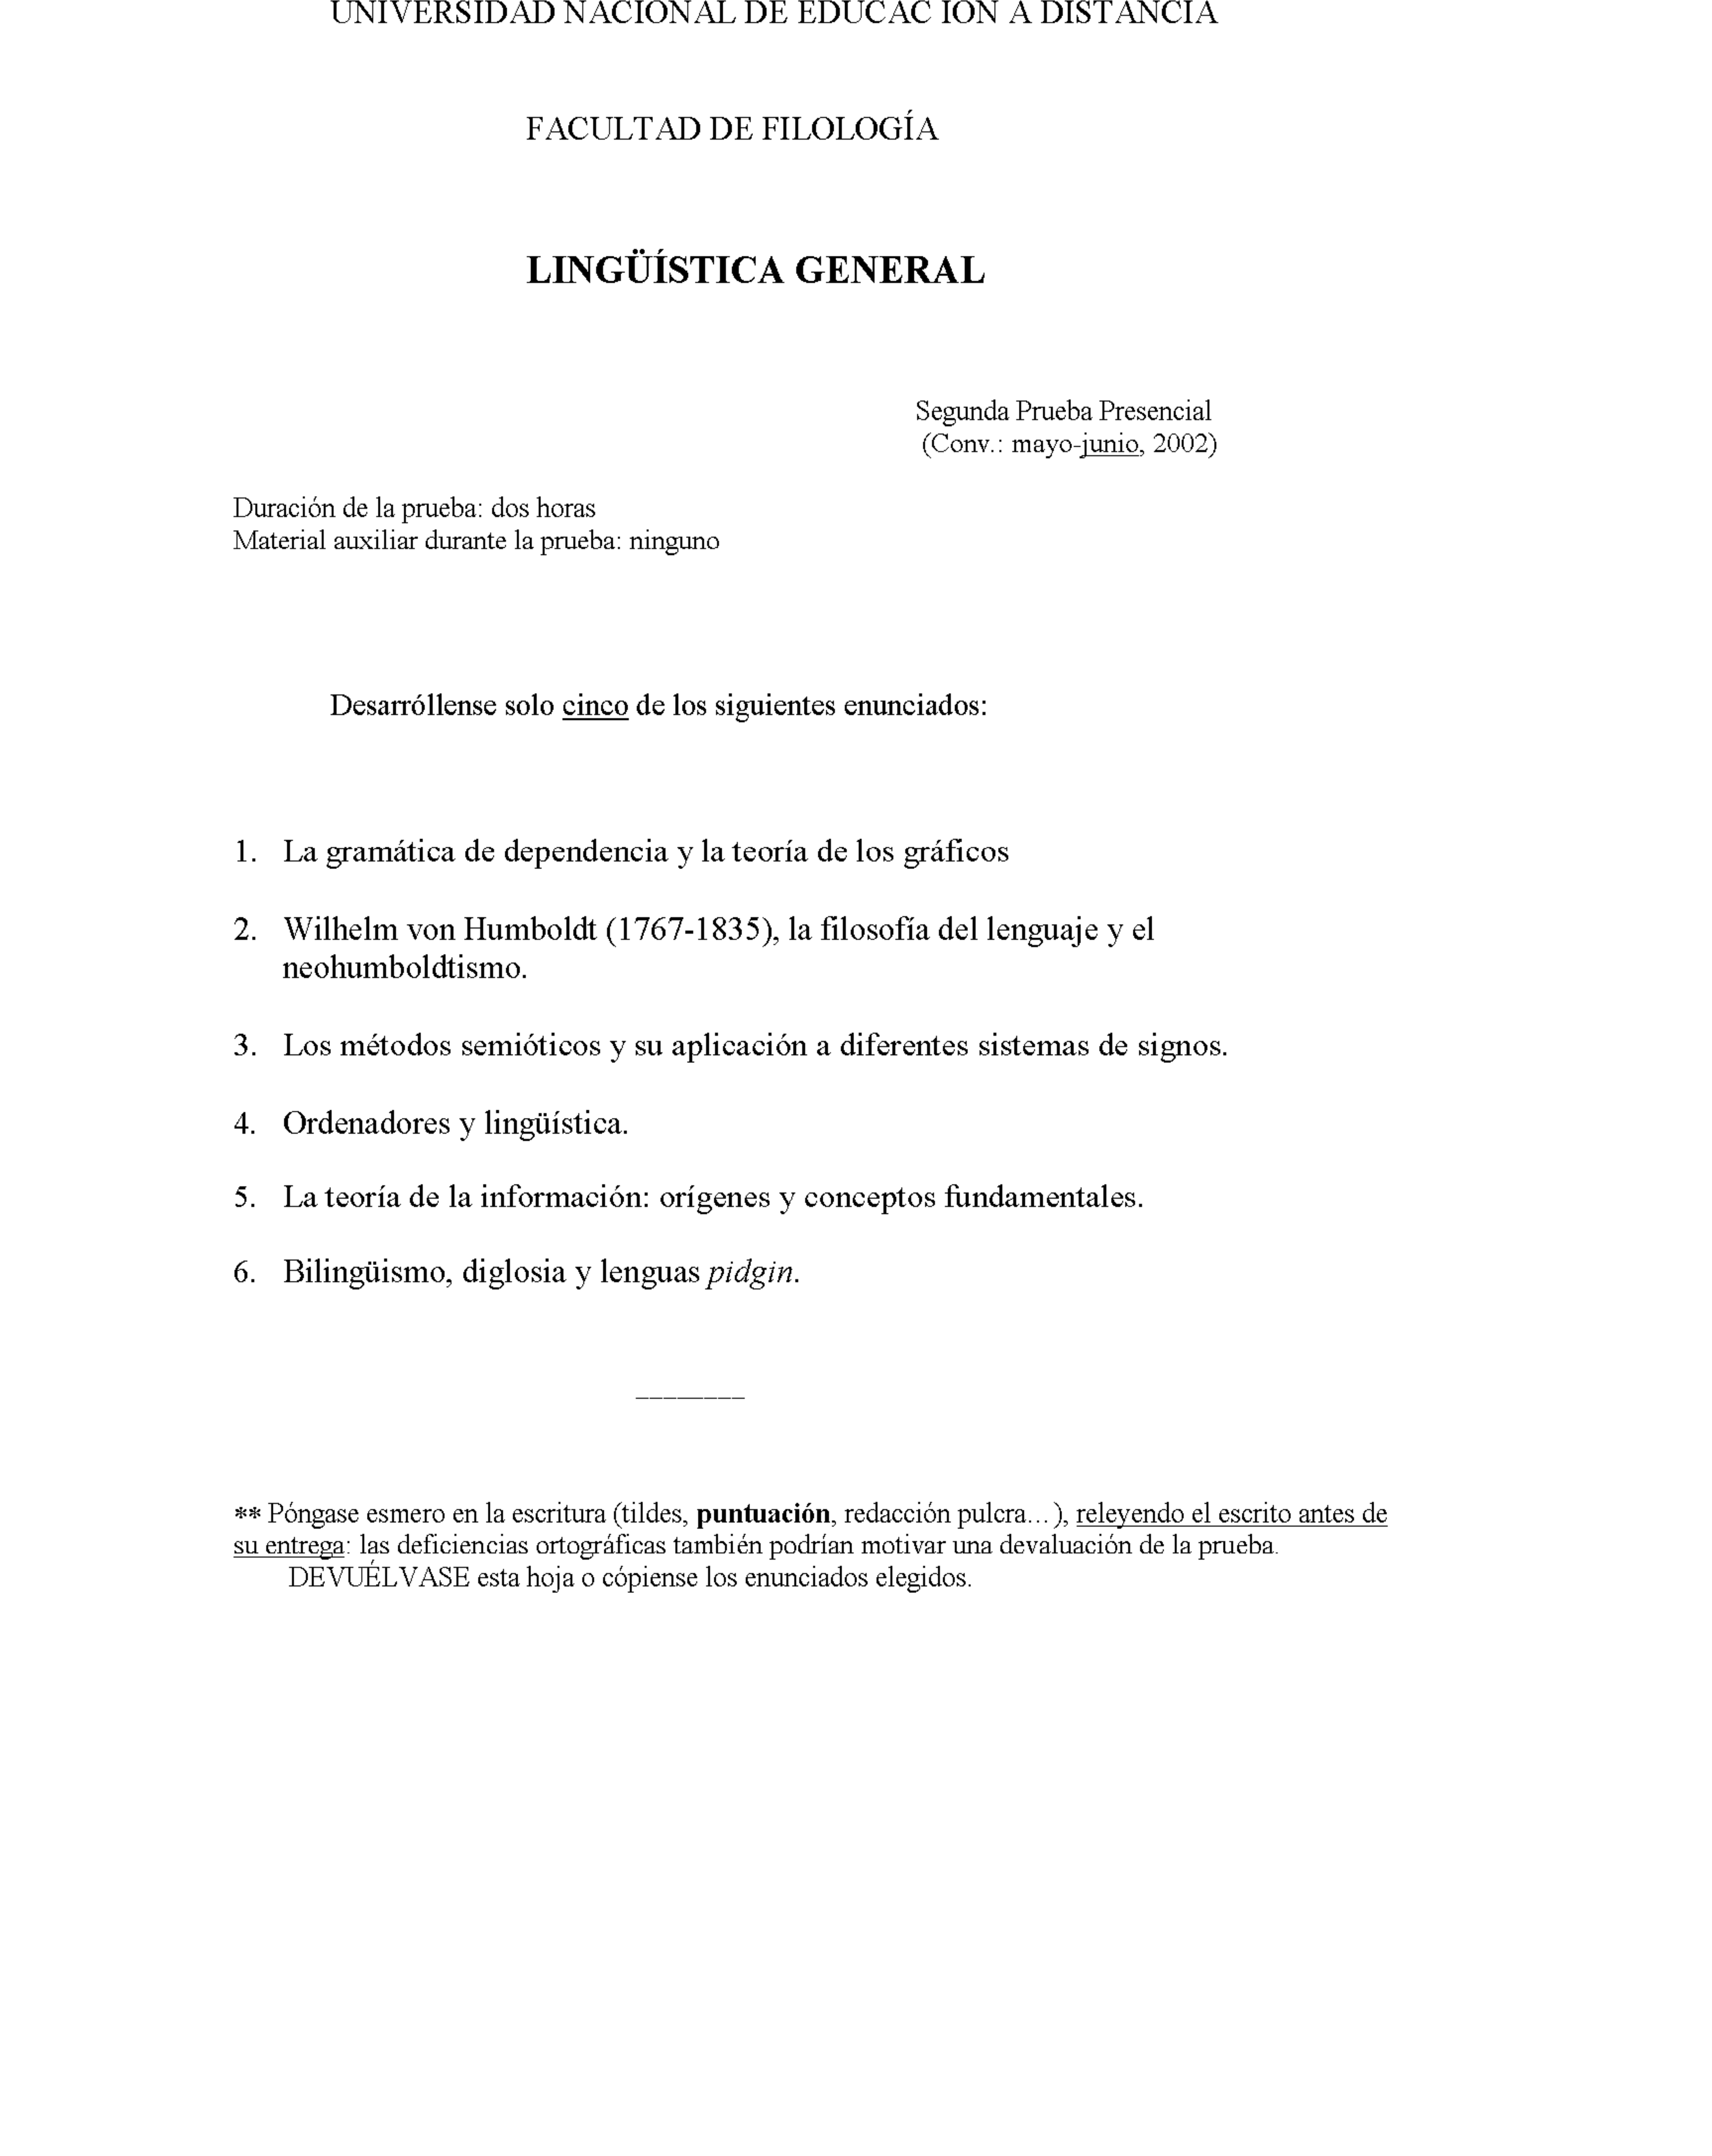 UNIVERSIDAD NACIONAL DE EDUCAC IÓN A DISTANCIA
FACULTAD DE FILOLOGÍA
LINGÜÍSTICA GENERAL
Segunda Prueba Presencial
(Conv.: mayo-junio, 2002)
Duración de la prueba: dos horas
Material auxiliar durante la prueba: ninguno
Desarróllense solo cinco de los siguientes enunciados:
1. La gramática de dependencia y la teoría de los gráficos
2. Wilhelm von Humboldt (1767-1835), la filosofía del lenguaje y el
neohumboldtismo.
3. Los métodos semióticos y su aplicación a diferentes sistemas de signos.
4. Ordenadores y lingüística.
5. La teoría de la información: orígenes y conceptos fundamentales.
6. Bilingüismo, diglosia y lenguas pidgin.
________
** Póngase esmero en la escritura (tildes, puntuación, redacción pulcra...), releyendo el escrito antes de
su entrega: las deficiencias ortográficas también podrían motivar una devaluación de la prueba.
DEVUÉLVASE esta hoja o cópiense los enunciados elegidos.